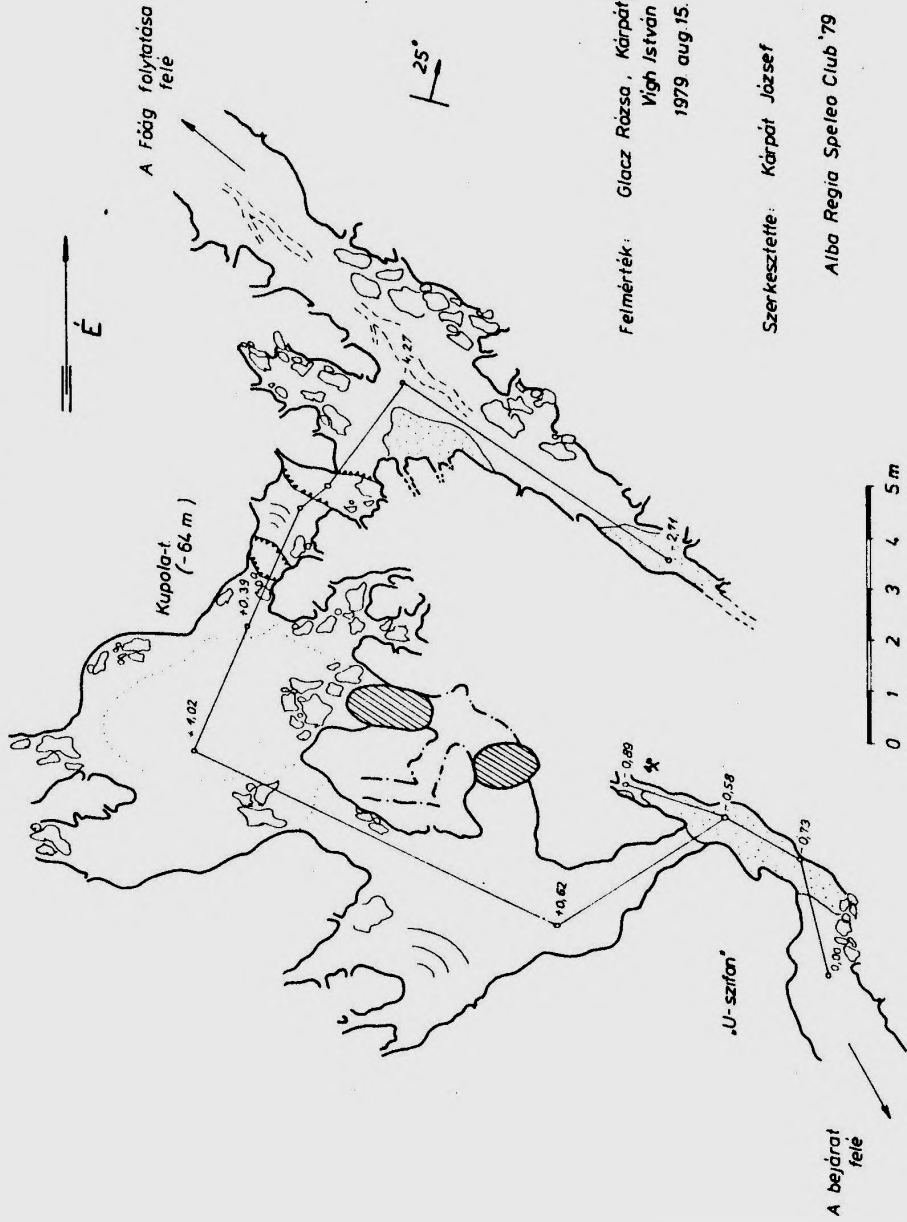 A Főág folytatása
felé
É
25°
Kupola-t.
(-64 m)
+1,02
+0,39
4,27
-2,71
+0,62
-0,89
-0,58
-0,73
0,00
„U-szifon"
A bejárat
felé
0 1 2 3 4 5 m
Felmérték: Glacz Rózsa, Kárpát
Vigh István
1979. aug.15.
Szerkesztette: Kárpát József
Alba Regia Speleo Club '79